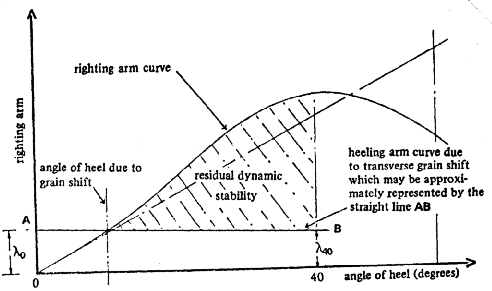 righting arm
righting arm curve
angle of heel due to
grain shift
residual dynamic
stability
heeling arm curve due
to transverse grain shift
which may be approxi-
mately represented by the
straight line AB
A
B
λ0
λ40
0
40
angle of heel (degrees)